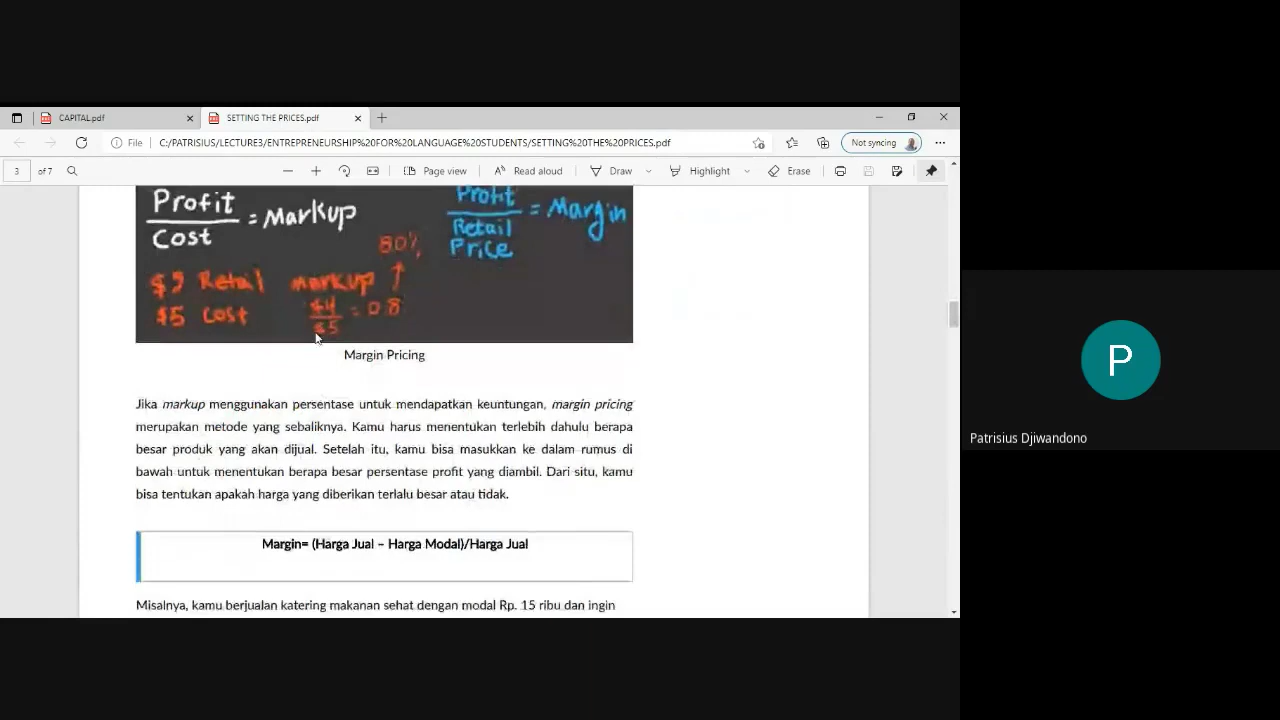 CAPITAL.pdf
SETTING THE PRICES.pdf
File
C:/PATRISIUS/LECTURE3/ENTREPRENEURSHIP%20FOR%20LANGUAGE%20STUDENTS/SETTING%20THE%20PRICES.pdf
Not syncing
3 of 7
Page view
Read aloud
Draw
Highlight
Erase
Profit
Cost
= Markup
Profit
Retail
Price
= Margin
80%
$9 Retail
$5 Cost
markup ↑
$4
$5
= 0.8
Margin Pricing
Jika markup menggunakan persentase untuk mendapatkan keuntungan, margin pricing
merupakan metode yang sebaliknya. Kamu harus menentukan terlebih dahulu berapa
besar produk yang akan dijual. Setelah itu, kamu bisa masukkan ke dalam rumus di
bawah untuk menentukan berapa besar persentase profit yang diambil. Dari situ, kamu
bisa tentukan apakah harga yang diberikan terlalu besar atau tidak.
Margin= (Harga Jual – Harga Modal)/Harga Jual
Misalnya, kamu berjualan katering makanan sehat dengan modal Rp. 15 ribu dan ingin
P
Patrisius Djiwandono